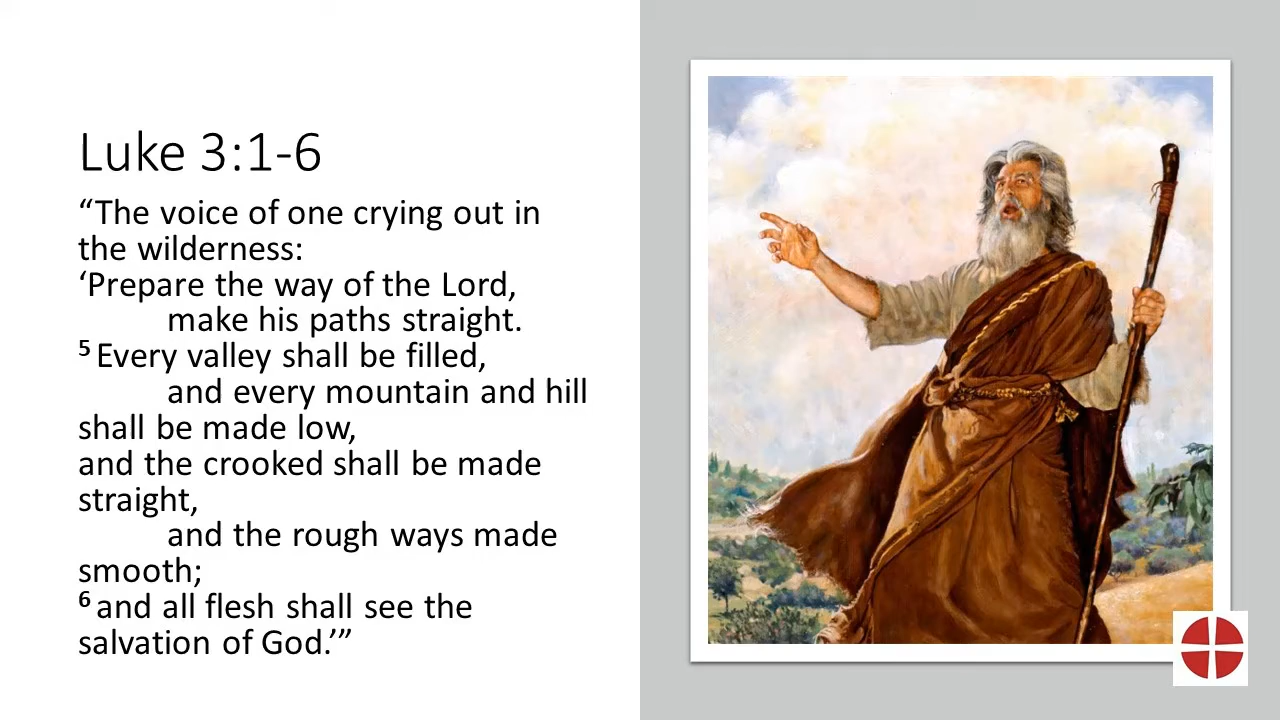 Luke 3:1-6
“The voice of one crying out in
the wilderness:
‘Prepare the way of the Lord,
make his paths straight.
5 Every valley shall be filled,
and every mountain and hill
shall be made low,
and the crooked shall be made
straight,
and the rough ways made
smooth;
6 and all flesh shall see the
salvation of God.’”